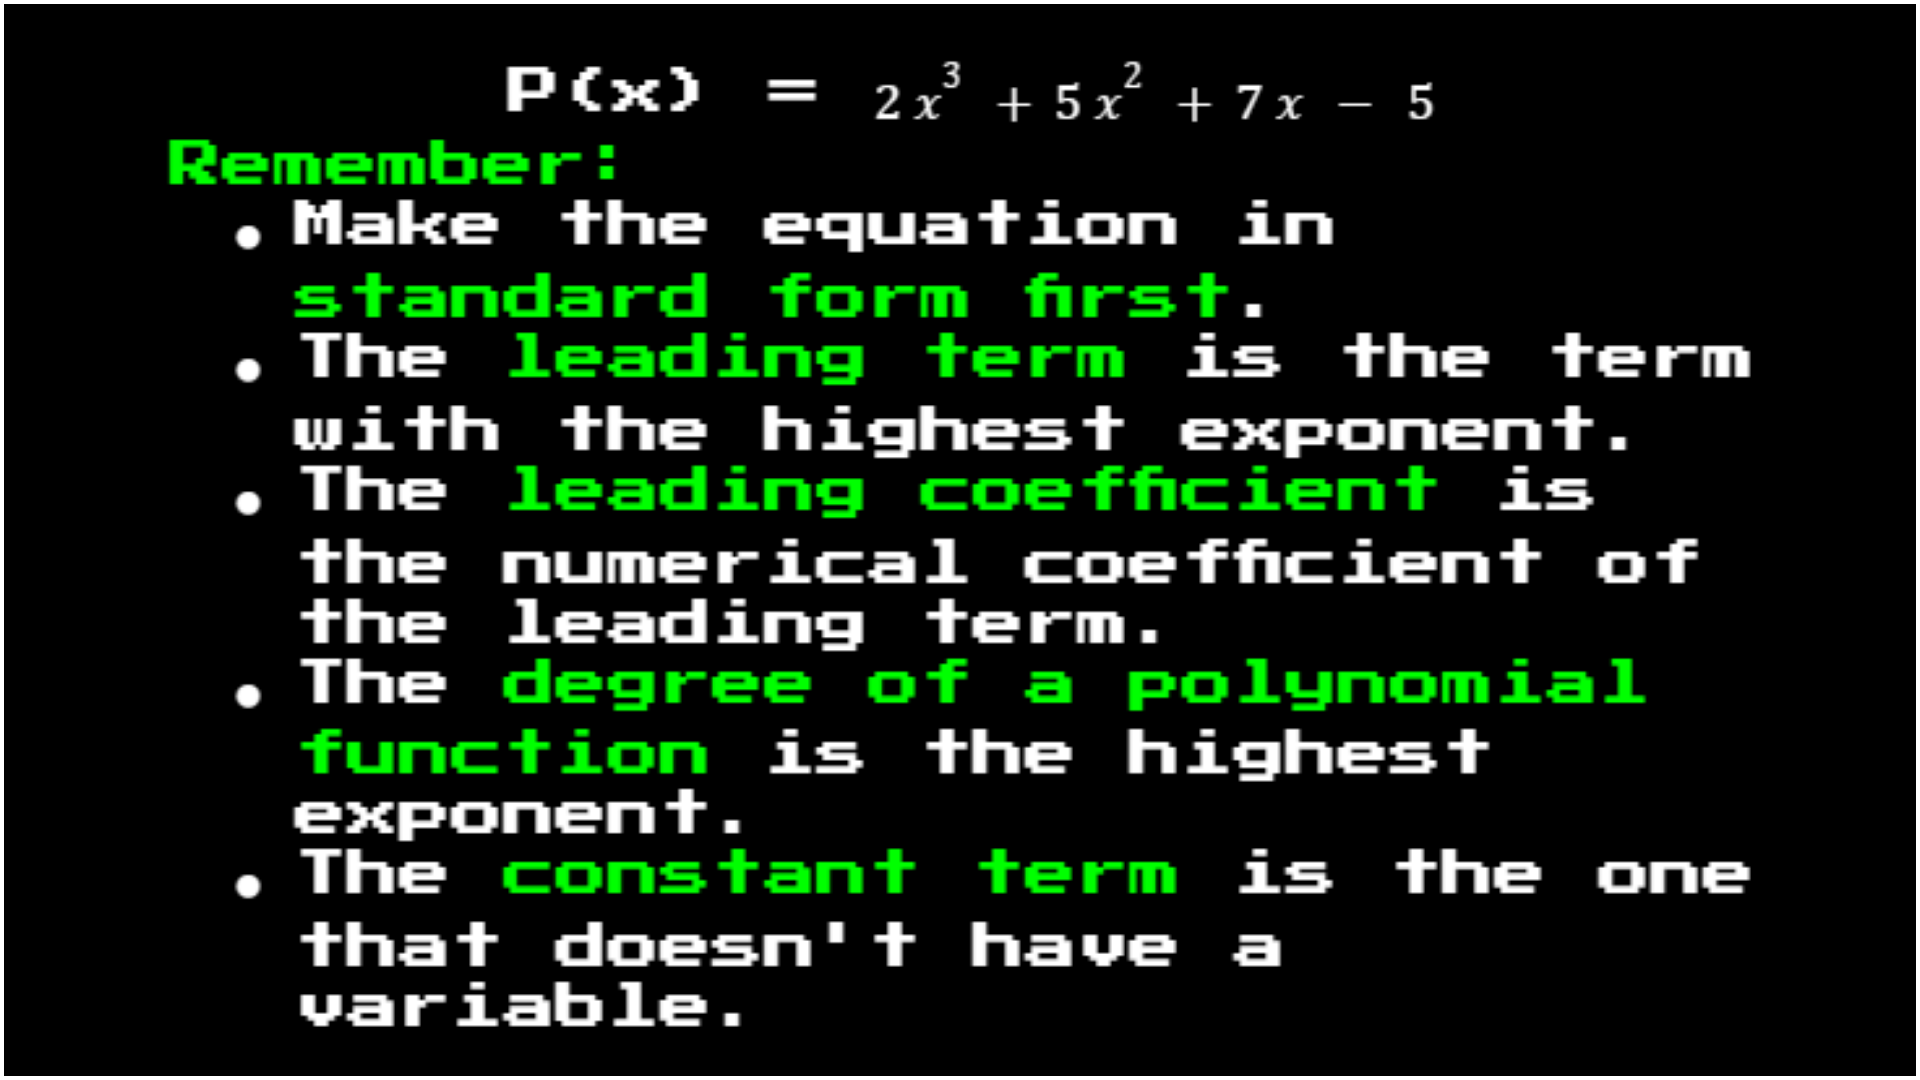 P(x) = 2x³ + 5x² + 7x − 5
Remember:
• Make the equation in
standard form first.
• The leading term is the term
with the highest exponent.
• The leading coefficient is
the numerical coefficient of
the leading term.
• The degree of a polynomial
function is the highest
exponent.
• The constant term is the one
that doesn't have a
variable.